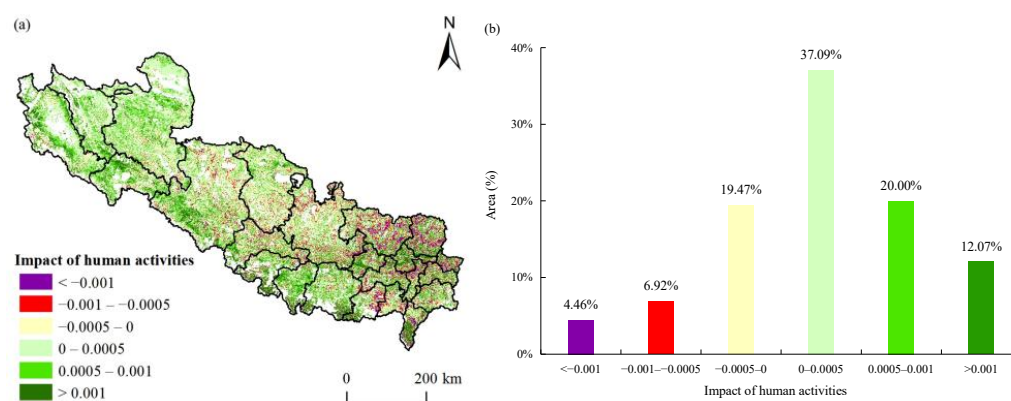 (a)
N
Impact of human activities
< −0.001
−0.001 – −0.0005
−0.0005 – 0
0 – 0.0005
0.0005 – 0.001
> 0.001
0 200 km
(b)
40%
30%
20%
10%
0%
Area (%)
4.46%
6.92%
19.47%
37.09%
20.00%
12.07%
<−0.001 −0.001–−0.0005 −0.0005–0 0–0.0005 0.0005–0.001 >0.001
Impact of human activities